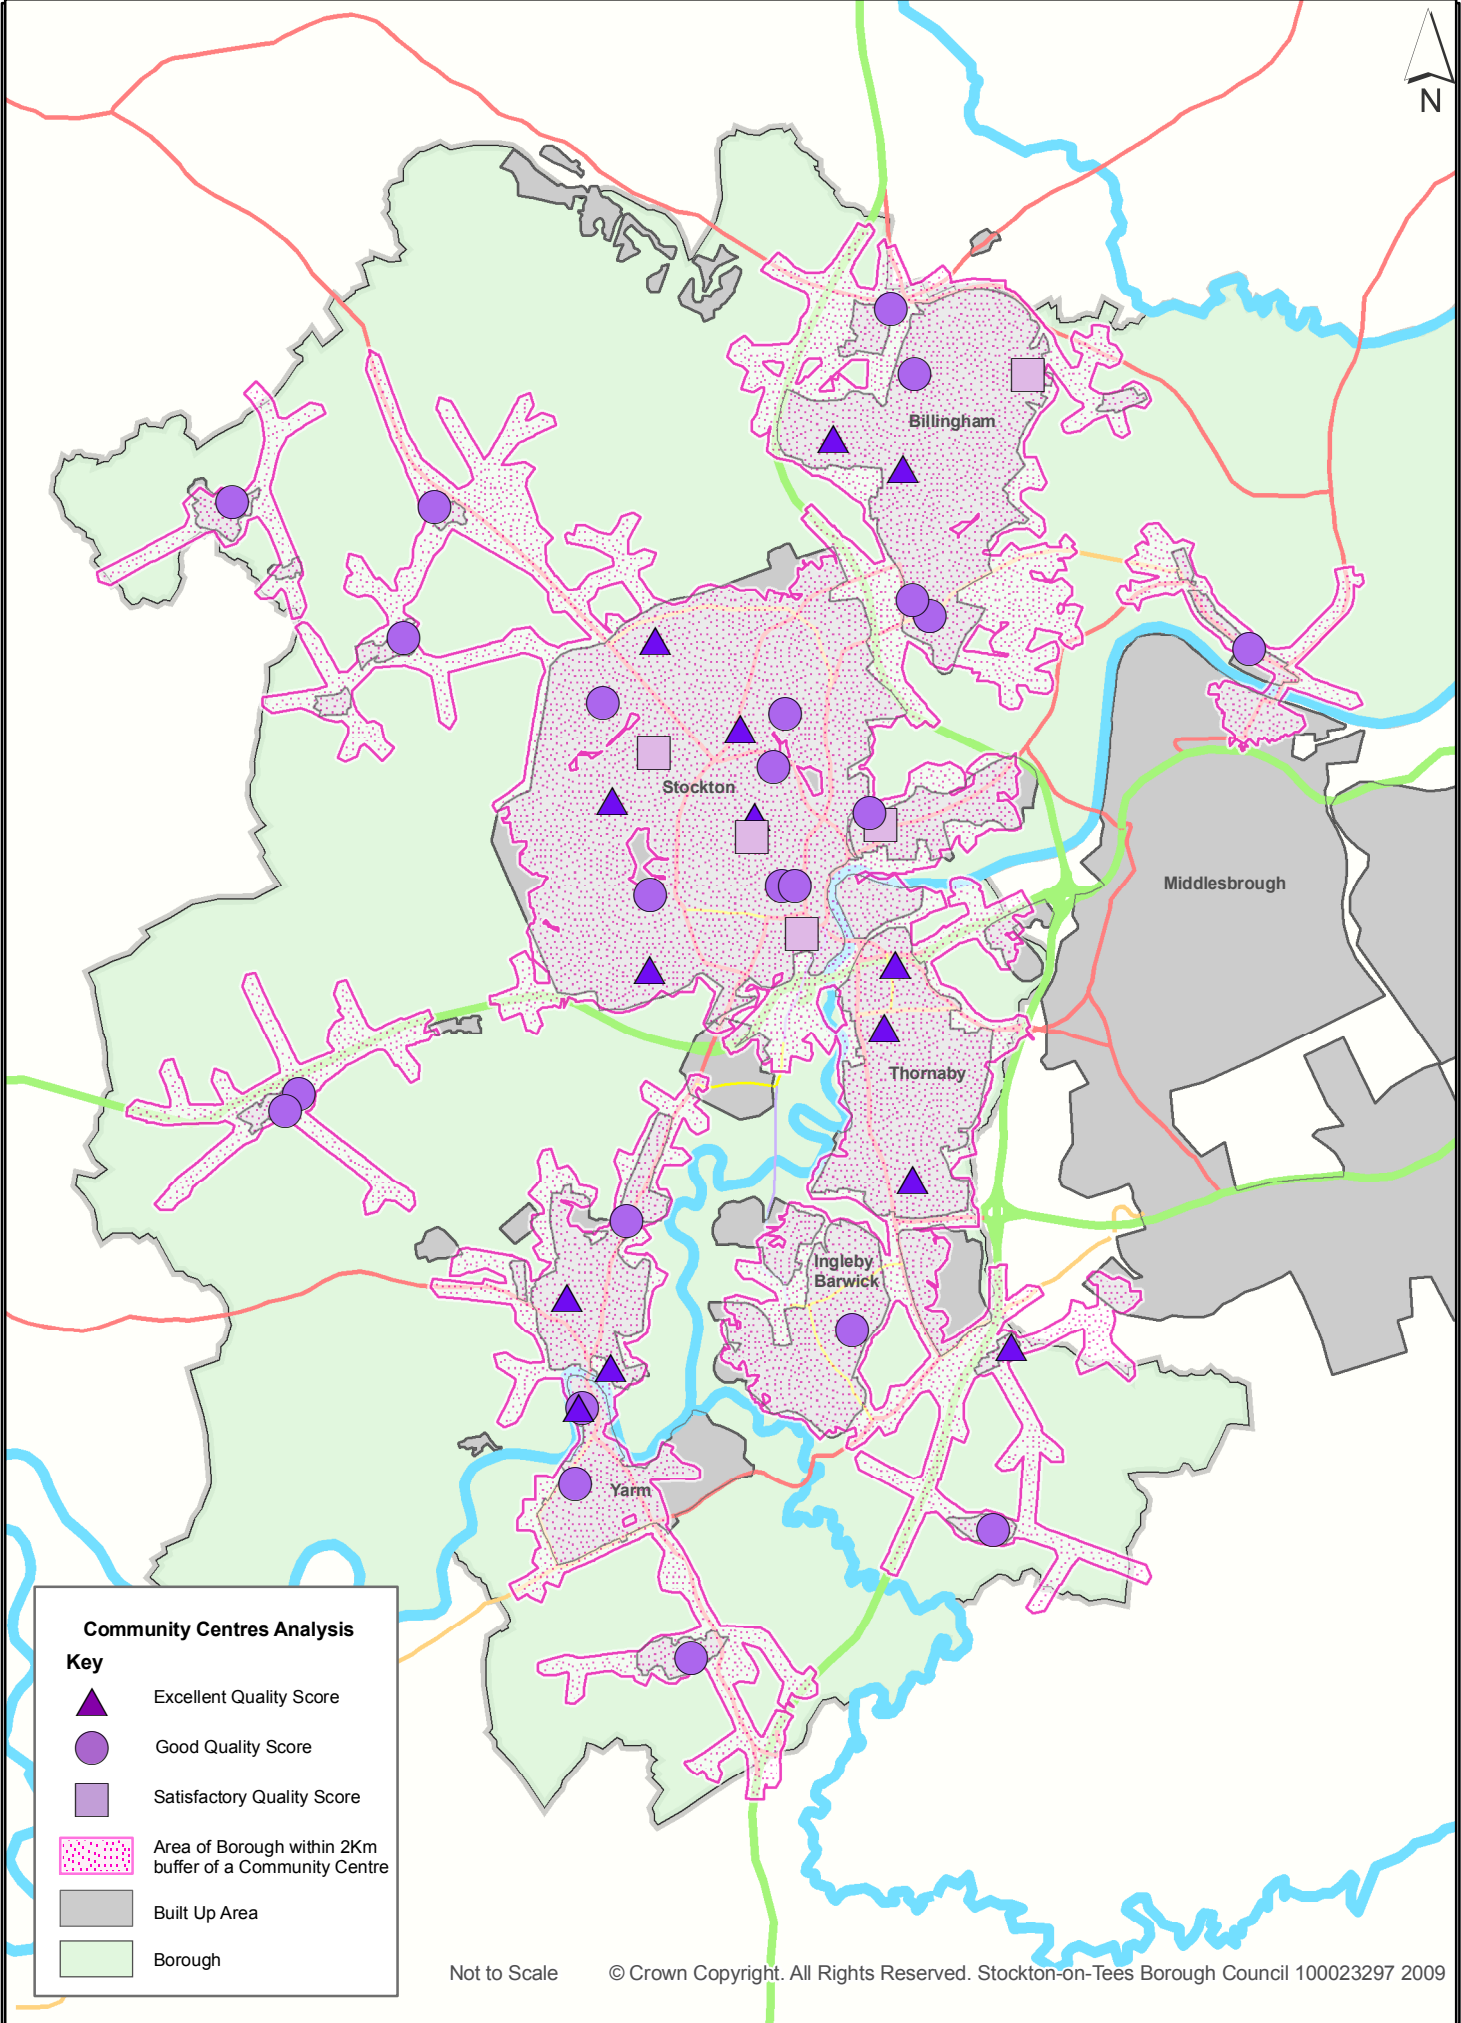 N
Billingham
Stockton
Middlesbrough
Thornaby
Ingleby
Barwick
Yarm
Community Centres Analysis
Key
Excellent Quality Score
Good Quality Score
Satisfactory Quality Score
Area of Borough within 2Km
buffer of a Community Centre
Built Up Area
Borough
Not to Scale © Crown Copyright. All Rights Reserved. Stockton-on-Tees Borough Council 100023297 2009